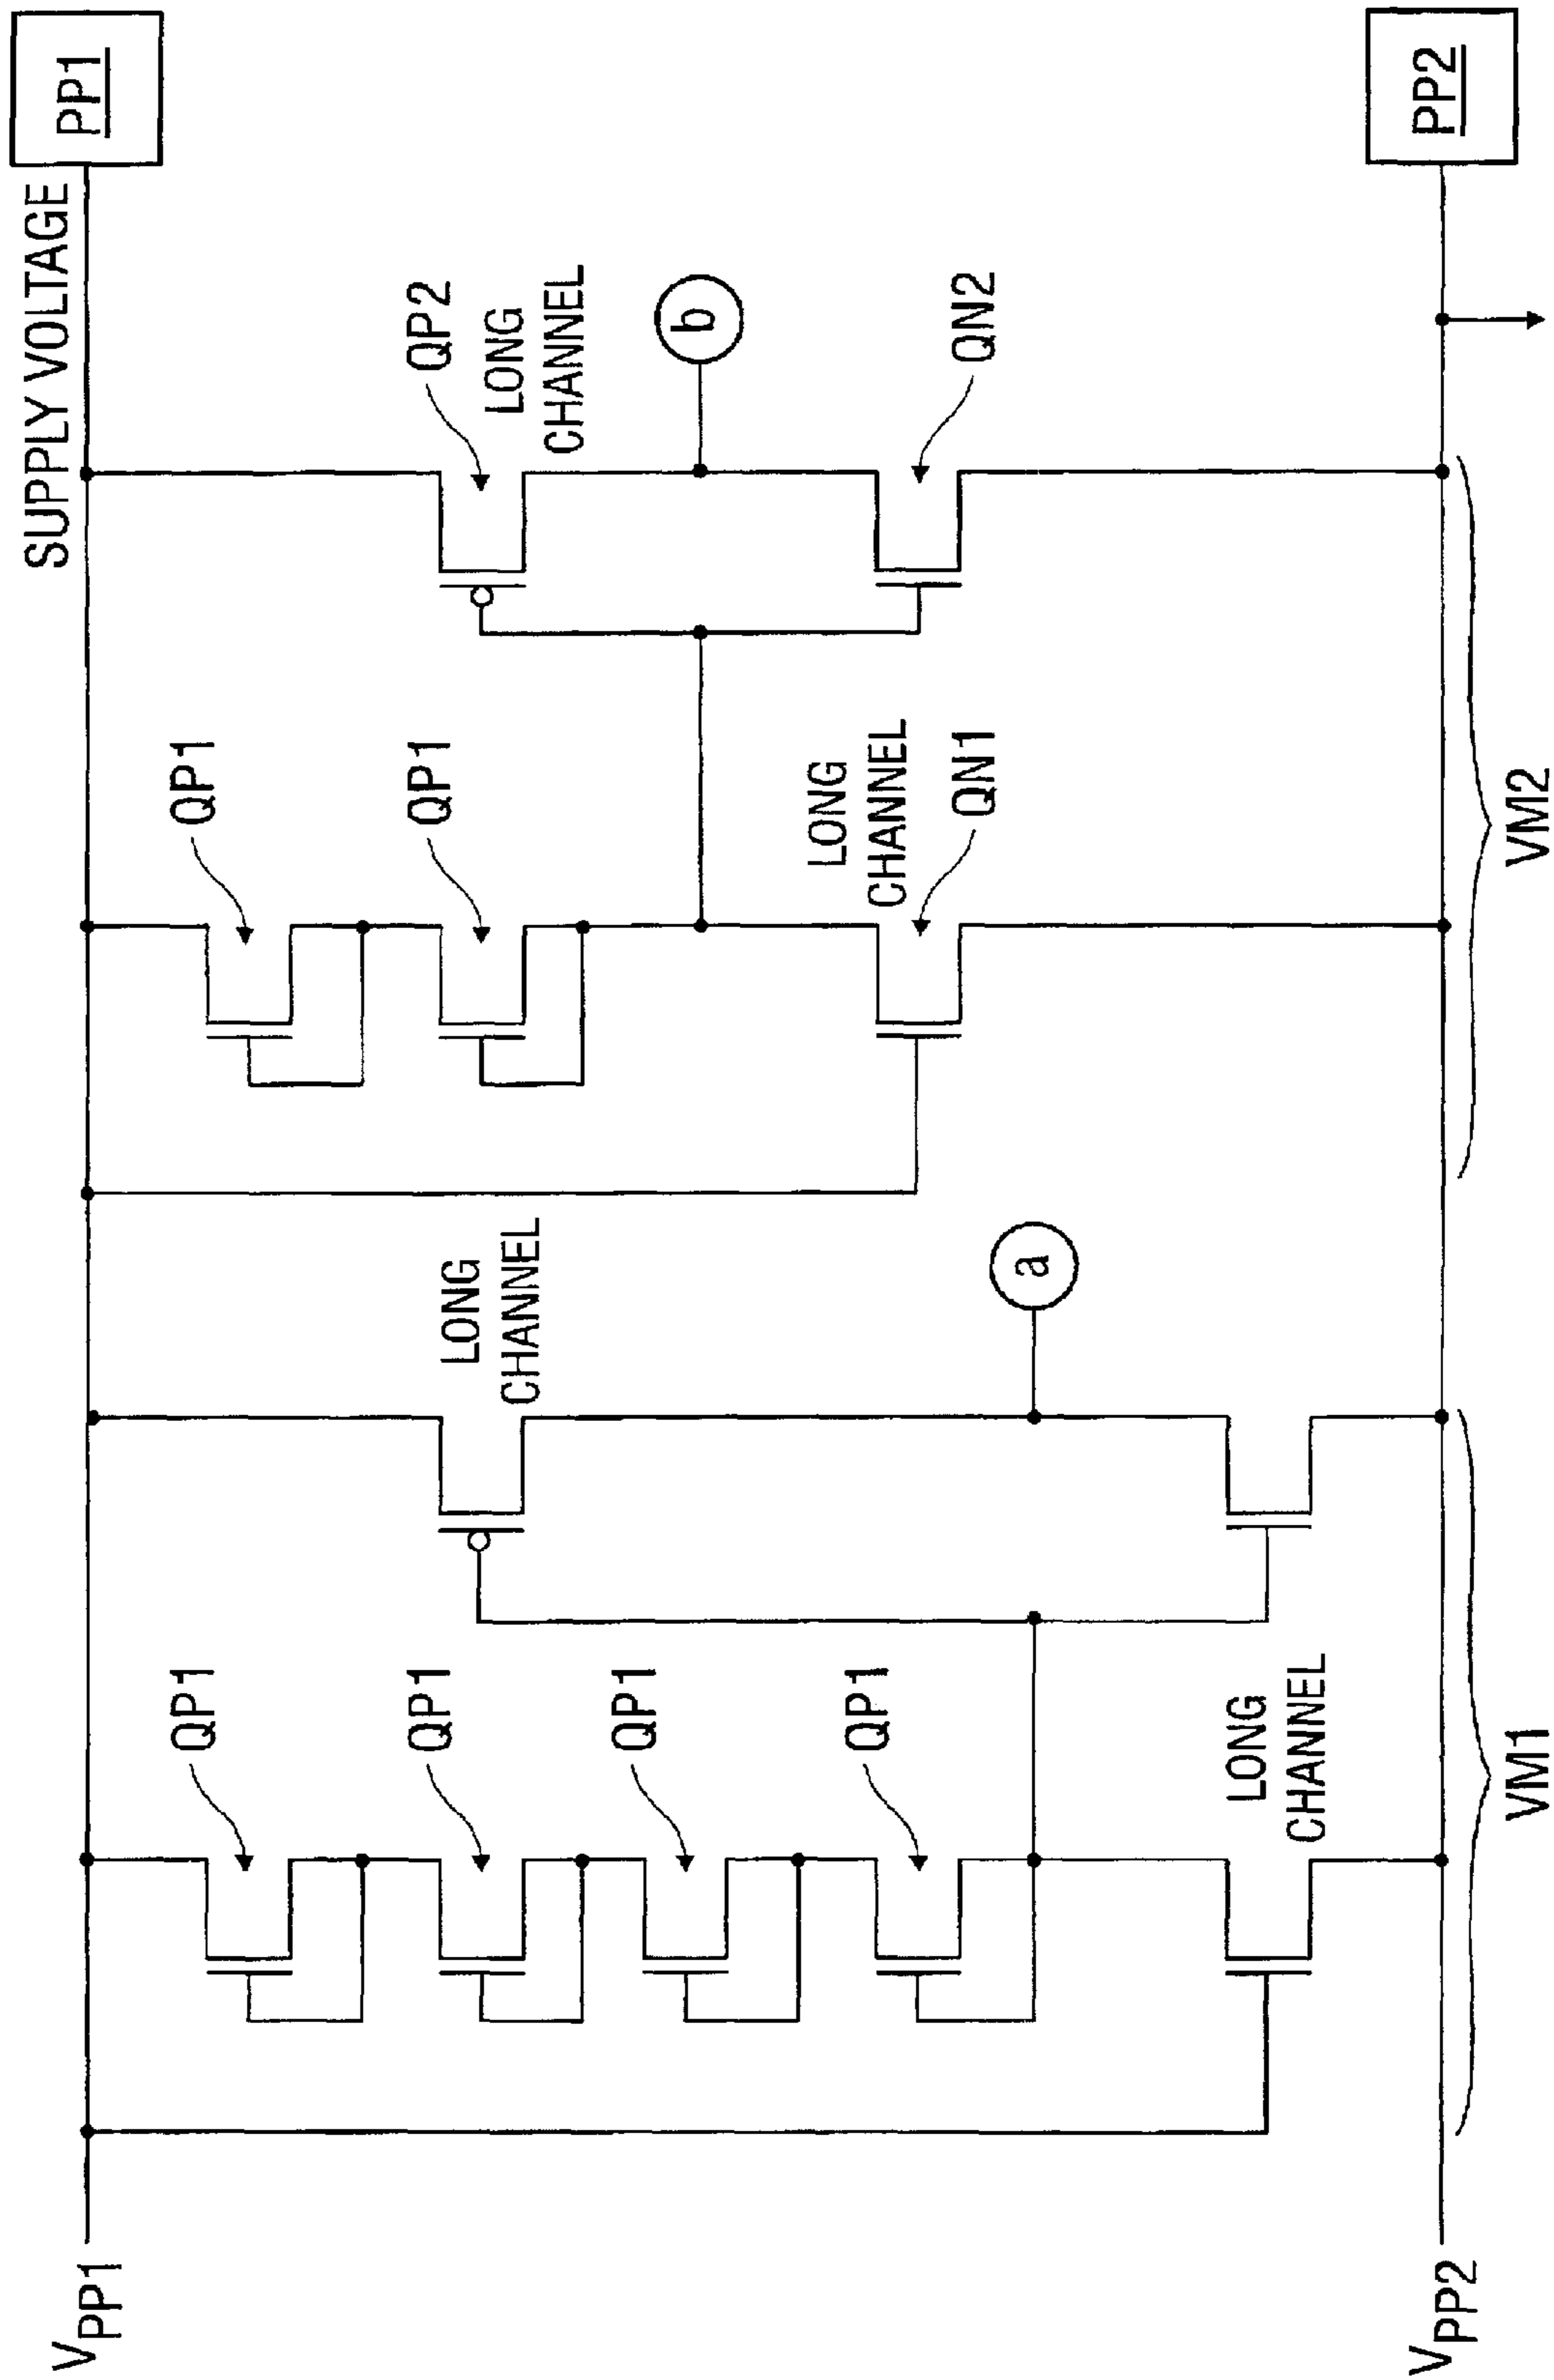 SUPPLY VOLTAGE
VPP1
PP1
QP1
QP1
QP1
QP1
QP2
LONG
CHANNEL
LONG
CHANNEL
QP1
b
QP1
LONG
CHANNEL
QN1
QN2
a
LONG
CHANNEL
VPP2
PP2
VM1
VM2